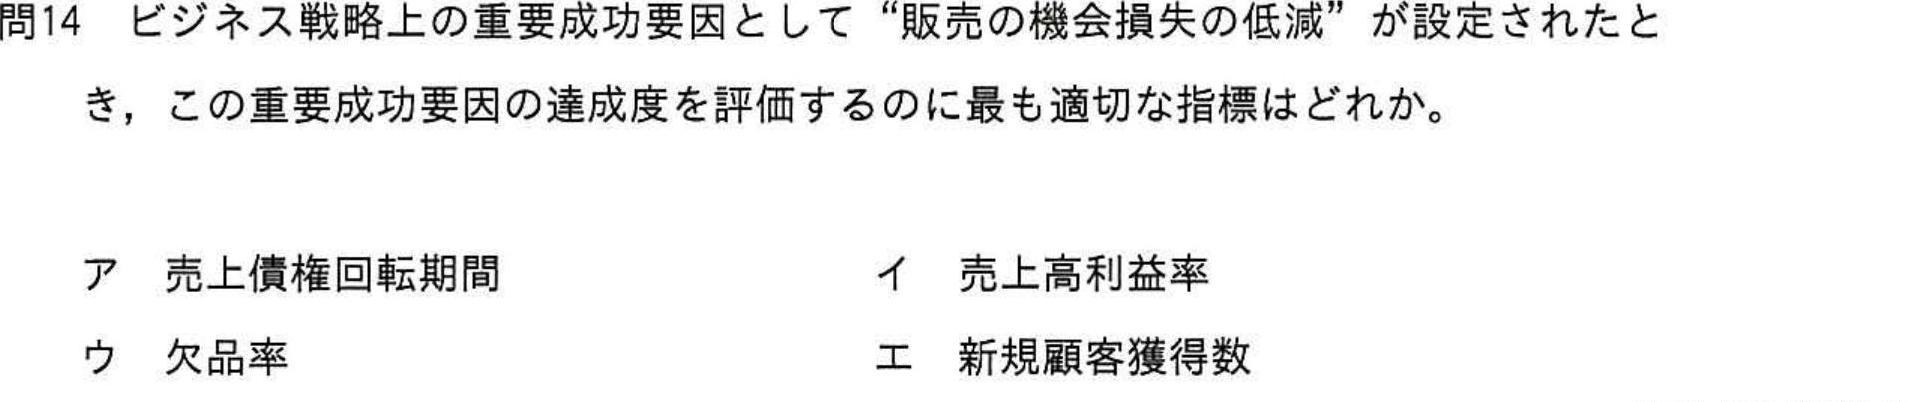 問14 ビジネス戦略上の重要成功要因として“販売の機会損失の低減”が設定されたと
き，この重要成功要因の達成度を評価するのに最も適切な指標はどれか。
ア 売上債権回転期間 イ 売上高利益率
ウ 欠品率 エ 新規顧客獲得数